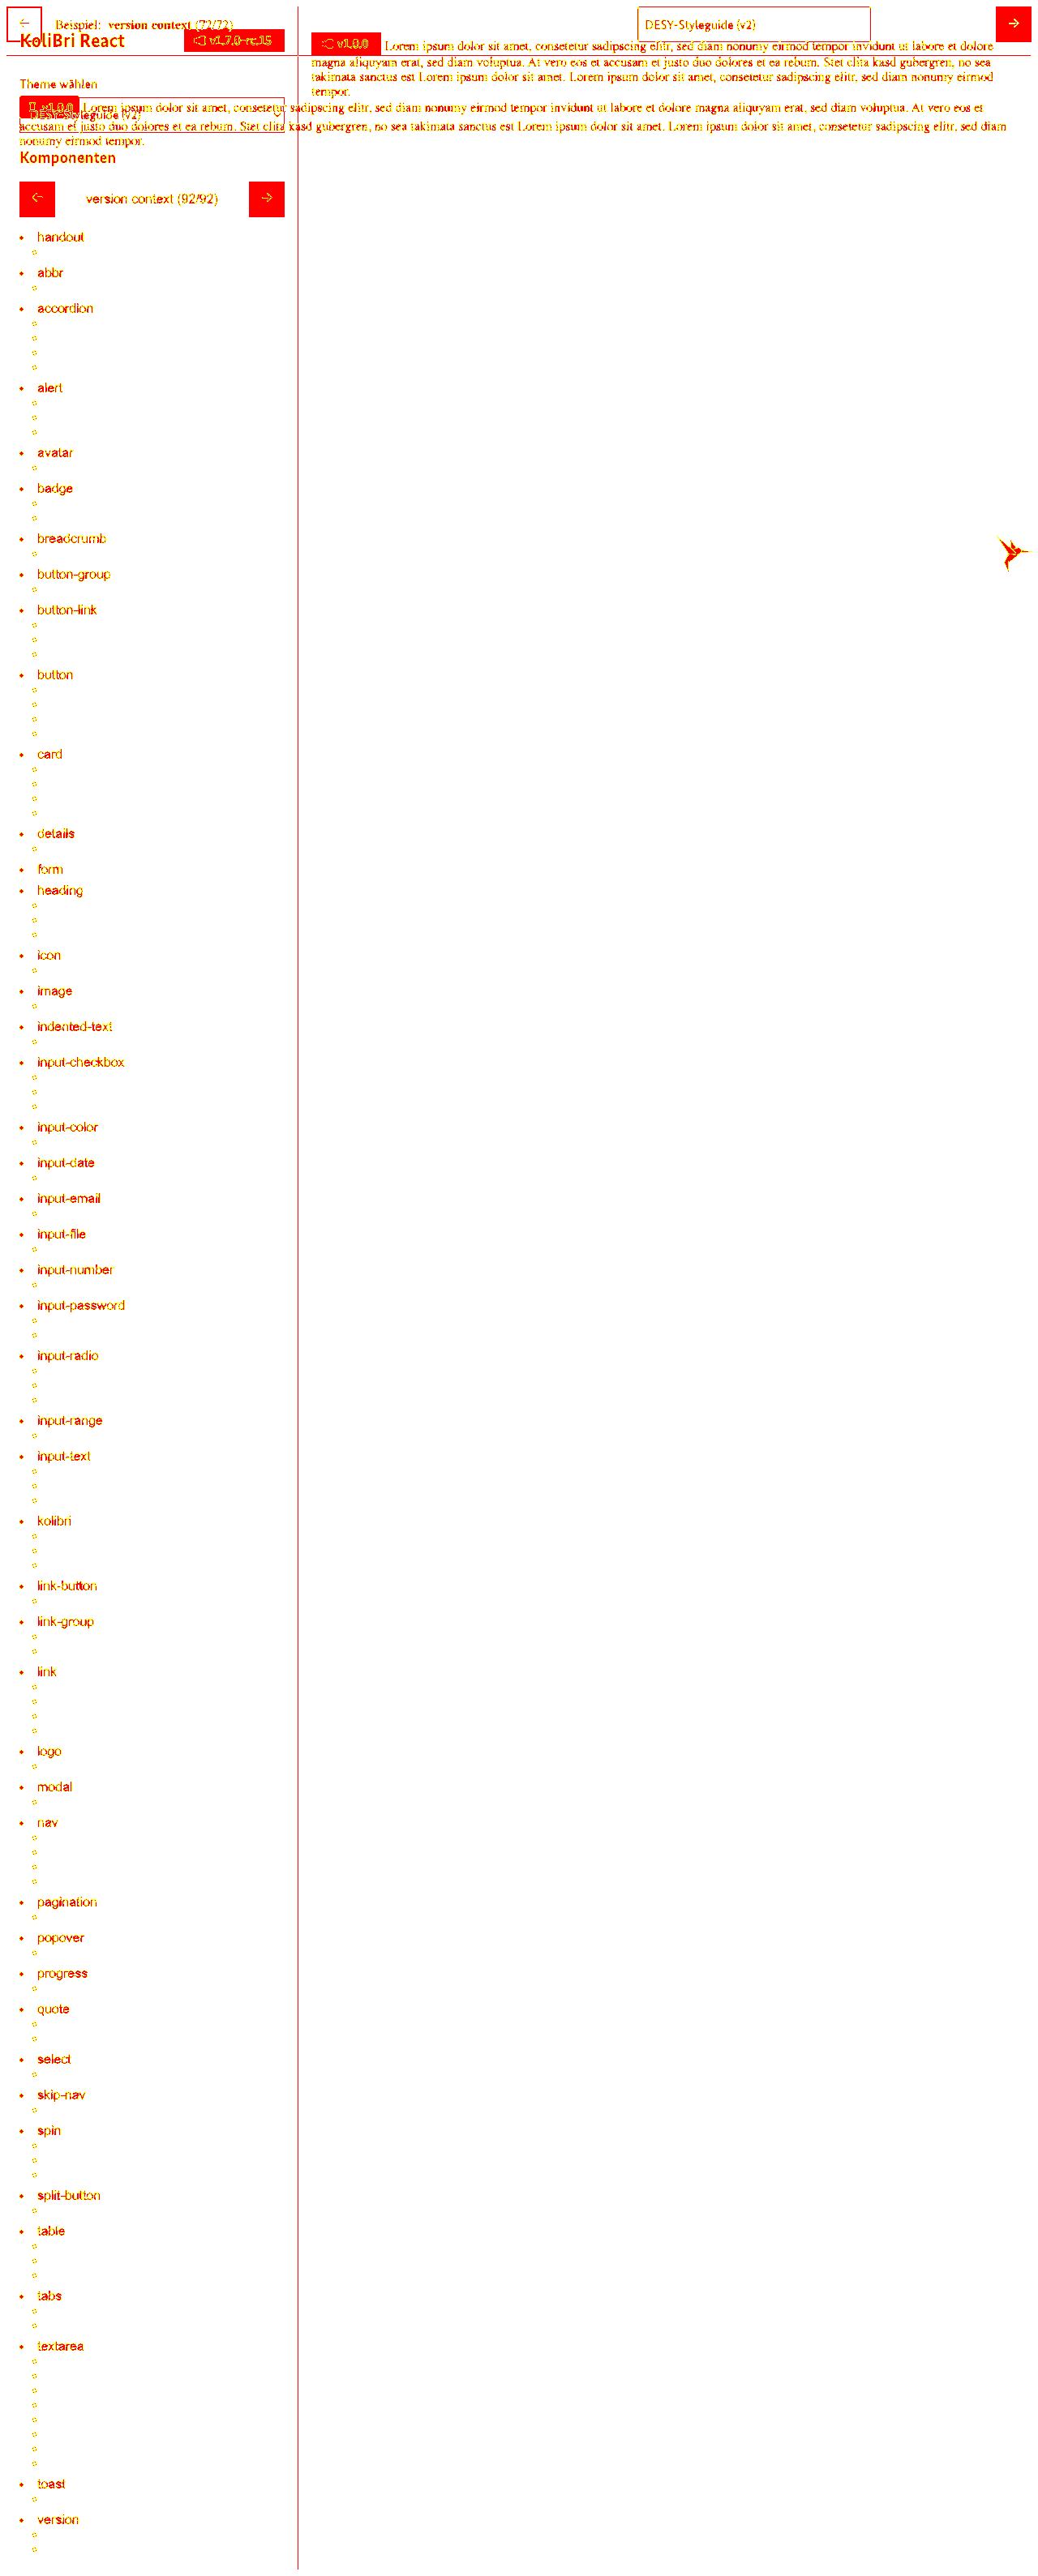 Beispiel: version context (72/72)
DESY-Styleguide (v2)
KoliBri React
v1.7.0-rc.15
v1.0.0 Lorem ipsum dolor sit amet, consetetur sadipscing elitr, sed diam nonumy eirmod tempor invidunt ut labore et dolore
magna aliquyam erat, sed diam voluptua. At vero eos et accusam et justo duo dolores et ea rebum. Stet clita kasd gubergren, no sea
takimata sanctus est Lorem ipsum dolor sit amet. Lorem ipsum dolor sit amet, consetetur sadipscing elitr, sed diam nonumy eirmod
tempor.
Theme wählen
v1.0.0 Lorem ipsum dolor sit amet, consetetur sadipscing elitr, sed diam nonumy eirmod tempor invidunt ut labore et dolore magna aliquyam erat, sed diam voluptua. At vero eos et
DESY-Styleguide (v2)
accusam et justo duo dolores et ea rebum. Stet clita kasd gubergren, no sea takimata sanctus est Lorem ipsum dolor sit amet. Lorem ipsum dolor sit amet, consetetur sadipscing elitr, sed diam
nonumy eirmod tempor.
Komponenten
version context (92/92)
handout
abbr
accordion
alert
avatar
badge
breadcrumb
button-group
button-link
button
card
details
form
heading
icon
image
indented-text
input-checkbox
input-color
input-date
input-email
input-file
input-number
input-password
input-radio
input-range
input-text
kolibri
link-button
link-group
link
logo
modal
nav
pagination
popover
progress
quote
select
skip-nav
spin
split-button
table
tabs
textarea
toast
version